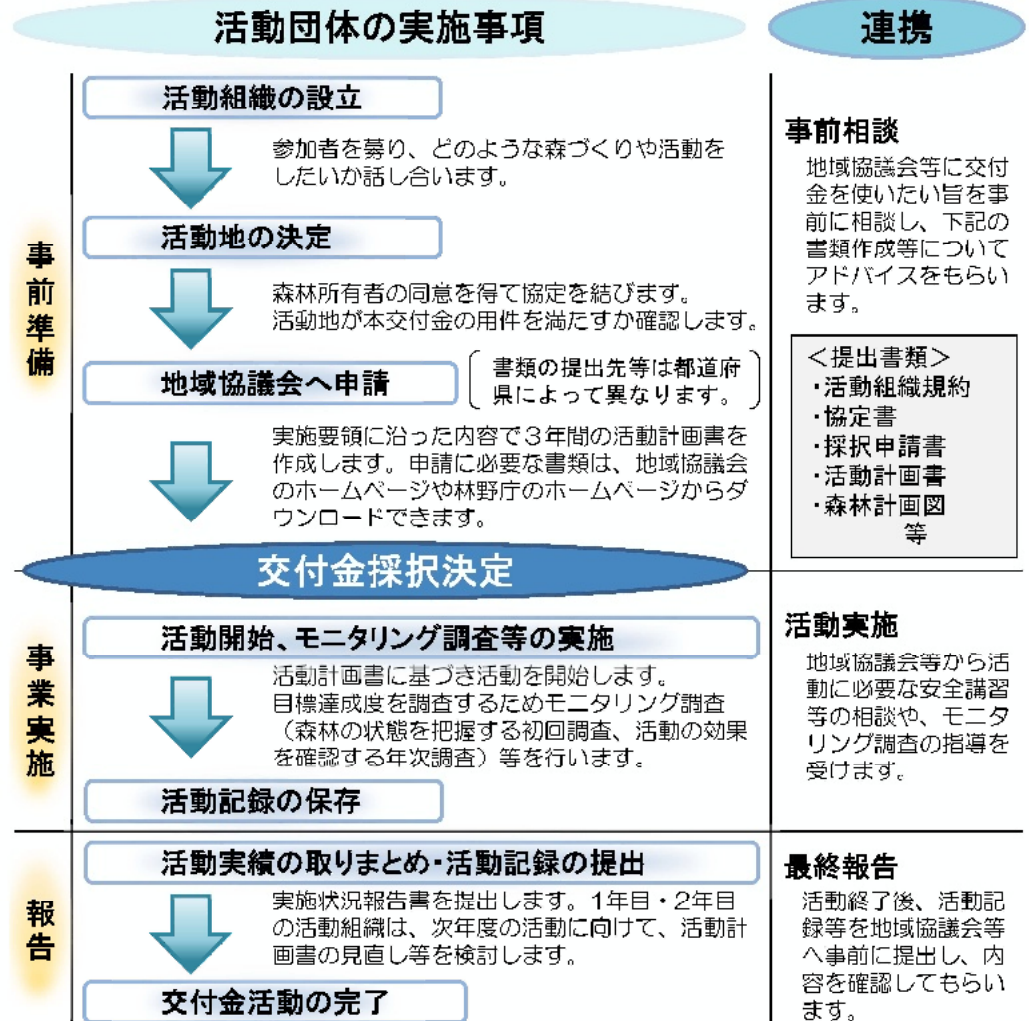 活動団体の実施事項
連携
事前準備
活動組織の設立
参加者を募り、どのような森づくりや活動を
したいか話し合います。
活動地の決定
森林所有者の同意を得て協定を結びます。
活動地が本交付金の用件を満たすか確認します。
地域協議会へ申請
書類の提出先等は都道府
県によって異なります。
実施要領に沿った内容で3年間の活動計画書を
作成します。申請に必要な書類は、地域協議会
のホームページや林野庁のホームページからダ
ウンロードできます。
事前相談
地域協議会等に交付
金を使いたい旨を事
前に相談し、下記の
書類作成等について
アドバイスをもらい
ます。
<提出書類>
・活動組織規約
・協定書
・採択申請書
・活動計画書
・森林計画図
等
交付金採択決定
事業実施
活動開始、モニタリング調査等の実施
活動計画書に基づき活動を開始します。
目標達成度を調査するためモニタリング調査
(森林の状態を把握する初回調査、活動の効果
を確認する年次調査)等を行います。
活動記録の保存
活動実施
地域協議会等から活
動に必要な安全講習
等の相談や、モニタ
リング調査の指導を
受けます。
報告
活動実績の取りまとめ・活動記録の提出
実施状況報告書を提出します。1年目・2年目
の活動組織は、次年度の活動に向けて、活動計
画書の見直し等を検討します。
交付金活動の完了
最終報告
活動終了後、活動記
録等を地域協議会等
へ事前に提出し、内
容を確認してもらい
ます。